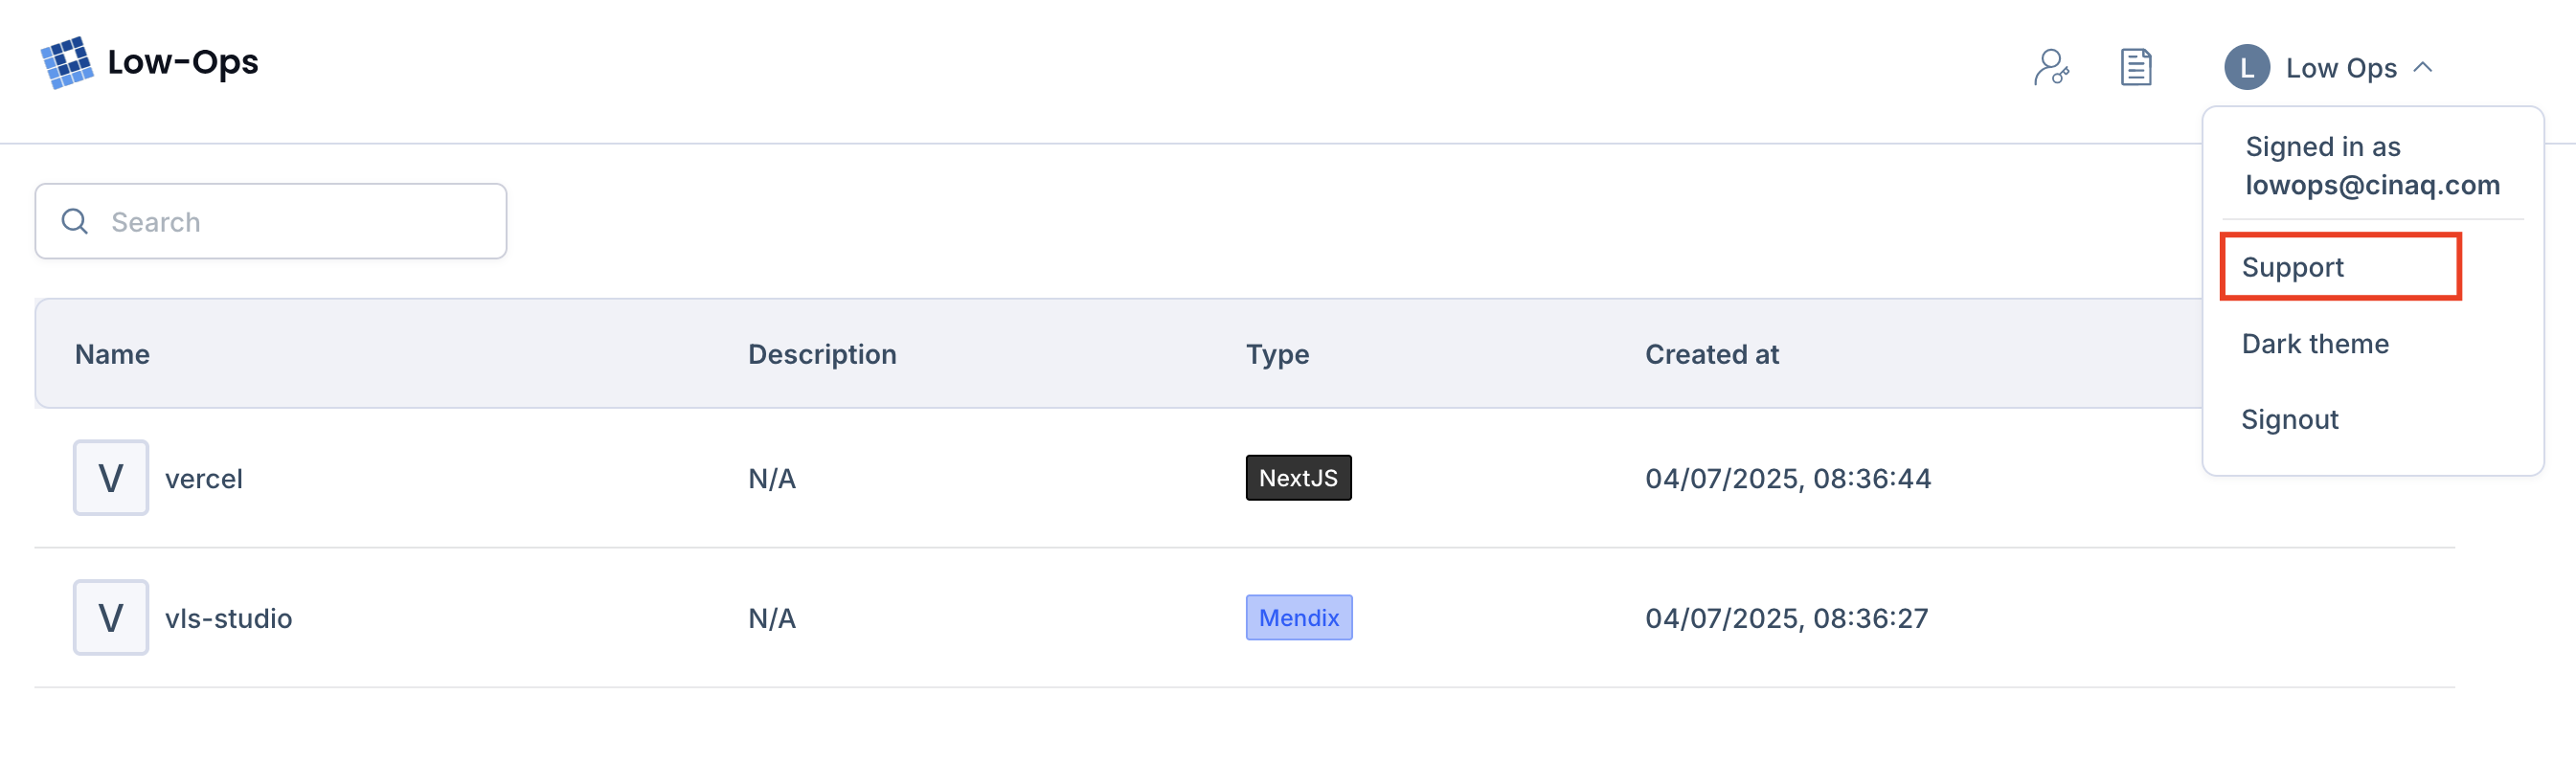 Low-Ops
L Low Ops
Signed in as
lowops@cinaq.com
Search
Support
Dark theme
Signout
Name Description Type Created at
V vercel N/A NextJS 04/07/2025, 08:36:44
V vls-studio N/A Mendix 04/07/2025, 08:36:27